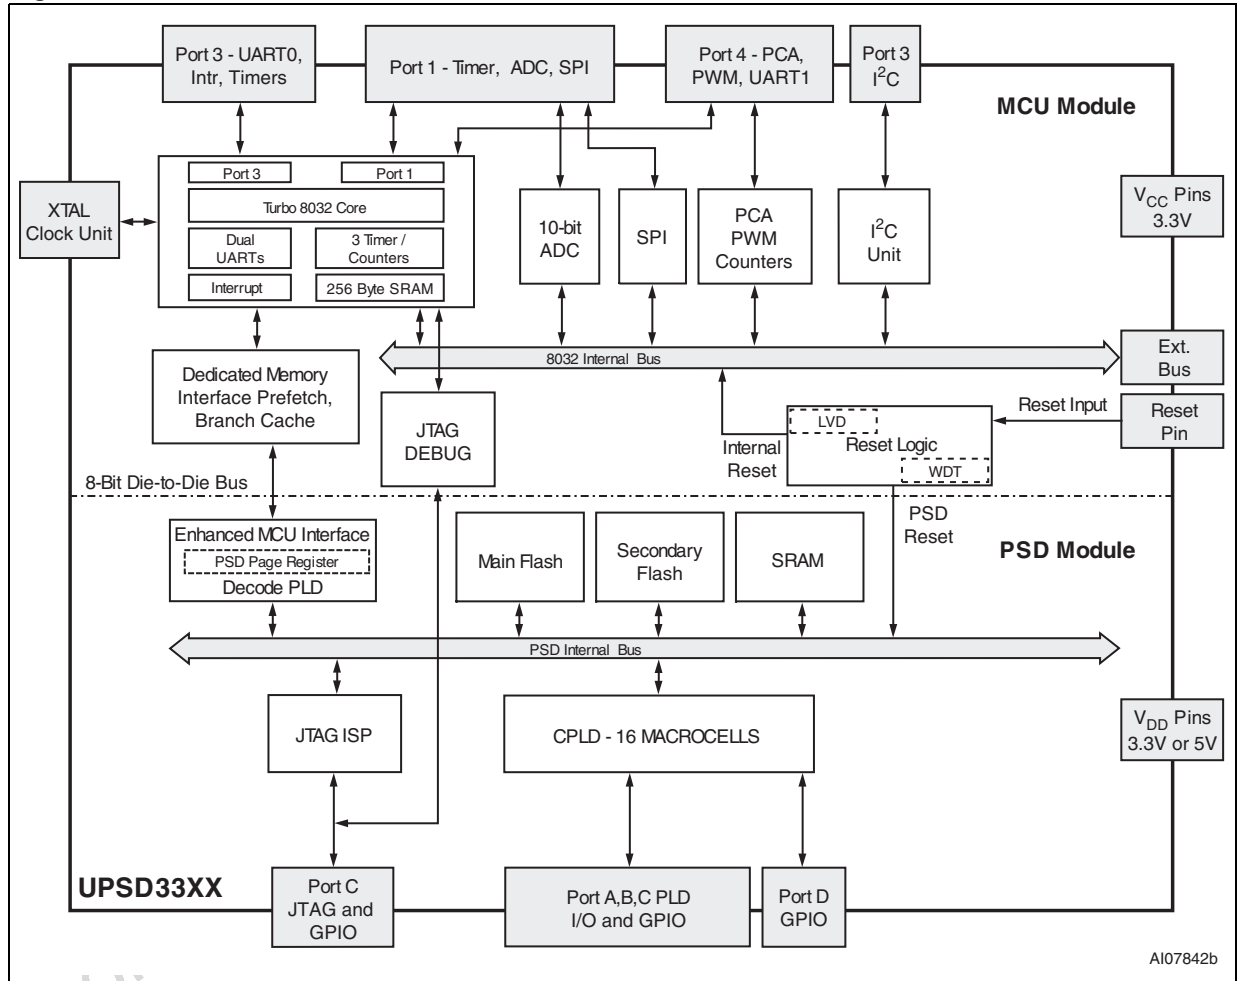 Port 3 - UART0,
Intr, Timers
Port 1 - Timer, ADC, SPI
Port 4 - PCA,
PWM, UART1
Port 3
I²C
MCU Module
XTAL
Clock Unit
Port 3
Port 1
Turbo 8032 Core
Dual
UARTs
3 Timer /
Counters
Interrupt
256 Byte SRAM
10-bit
ADC
SPI
PCA
PWM
Counters
I²C
Unit
VCC Pins
3.3V
8032 Internal Bus
Ext.
Bus
Dedicated Memory
Interface Prefetch,
Branch Cache
JTAG
DEBUG
Internal
Reset
LVD
Reset Logic
WDT
Reset Input
Reset
Pin
8-Bit Die-to-Die Bus
PSD
Reset
PSD Module
Enhanced MCU Interface
PSD Page Register
Decode PLD
Main Flash
Secondary
Flash
SRAM
PSD Internal Bus
JTAG ISP
CPLD - 16 MACROCELLS
VDD Pins
3.3V or 5V
UPSD33XX
Port C
JTAG and
GPIO
Port A,B,C PLD
I/O and GPIO
Port D
GPIO
AI07842b